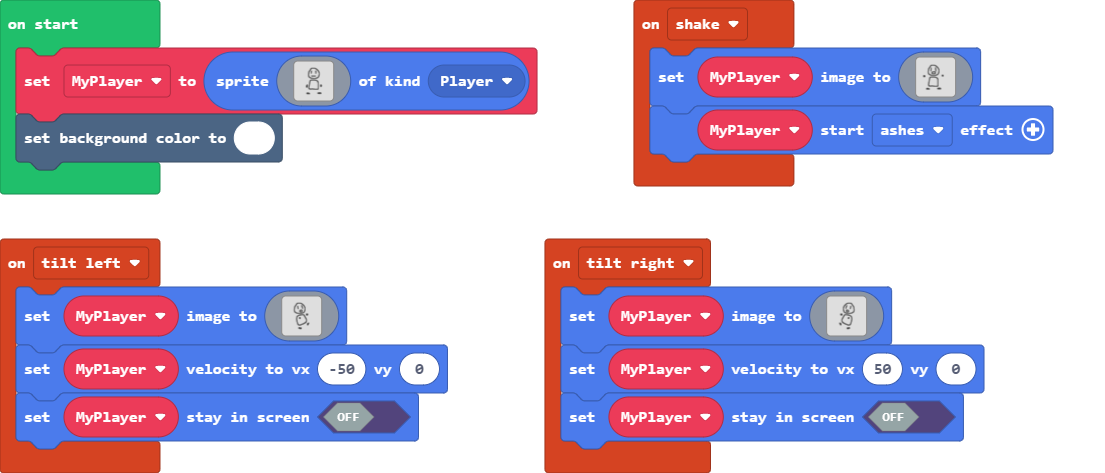 on start
set MyPlayer to sprite of kind Player
set background color to
on shake
set MyPlayer image to
MyPlayer start ashes effect
on tilt left
set MyPlayer image to
set MyPlayer velocity to vx -50 vy 0
set MyPlayer stay in screen OFF
on tilt right
set MyPlayer image to
set MyPlayer velocity to vx 50 vy 0
set MyPlayer stay in screen OFF